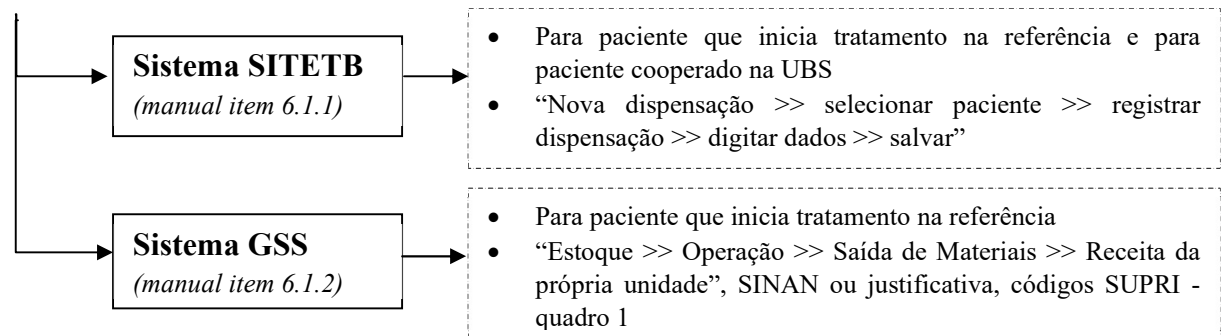 Sistema SITETB
(manual item 6.1.1)
• Para paciente que inicia tratamento na referência e para
paciente cooperado na UBS
• “Nova dispensação >> selecionar paciente >> registrar
dispensação >> digitar dados >> salvar”
Sistema GSS
(manual item 6.1.2)
• Para paciente que inicia tratamento na referência
• “Estoque >> Operação >> Saída de Materiais >> Receita da
própria unidade”, SINAN ou justificativa, códigos SUPRI -
quadro 1